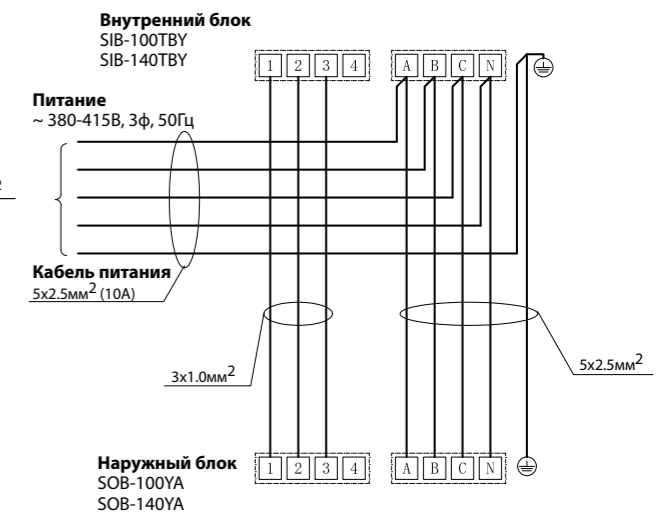 Внутренний блок
SIB-100TBY
SIB-140TBY
1 2 3 4 A B C N
Питание
~ 380-415В, 3ф, 50Гц
2
Кабель питания
5x2.5мм2 (10А)
3x1.0мм2
5x2.5мм2
Наружный блок
SOB-100YA
SOB-140YA
1 2 3 4 A B C N